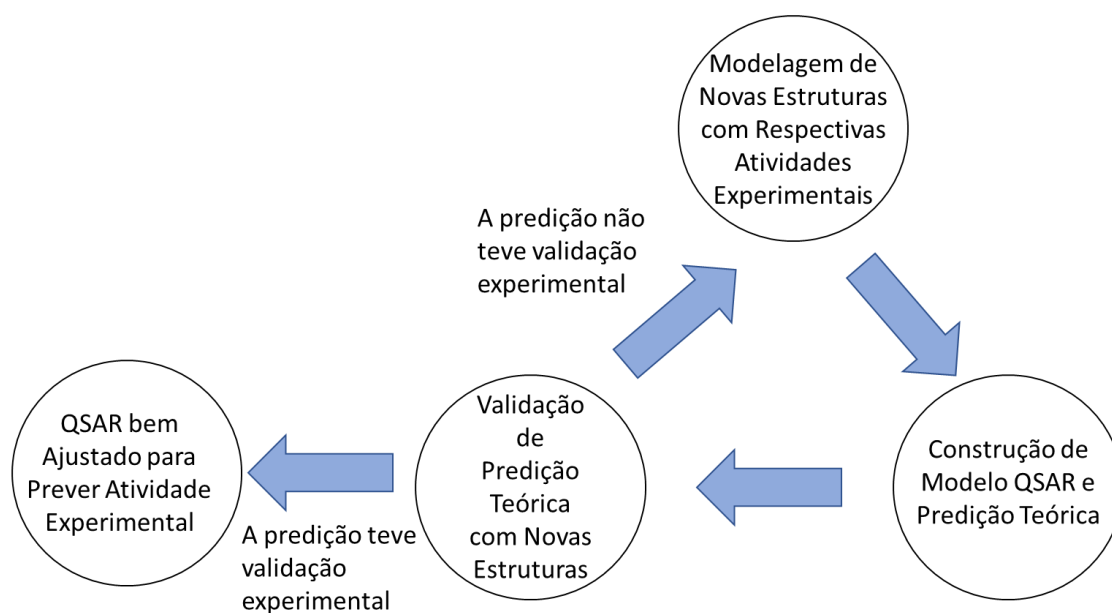 Modelagem de
Novas Estruturas
com Respectivas
Atividades
Experimentais
A predição não
teve validação
experimental
QSAR bem
Ajustado para
Prever Atividade
Experimental
Validação
de
Predição
Teórica
com Novas
Estruturas
Construção de
Modelo QSAR e
Predição Teórica
A predição teve
validação
experimental